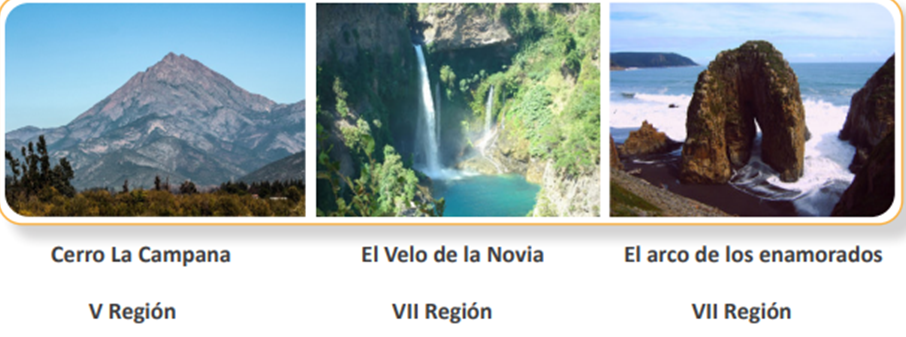 Cerro La Campana
El Velo de la Novia
El arco de los enamorados
V Región
VII Región
VII Región